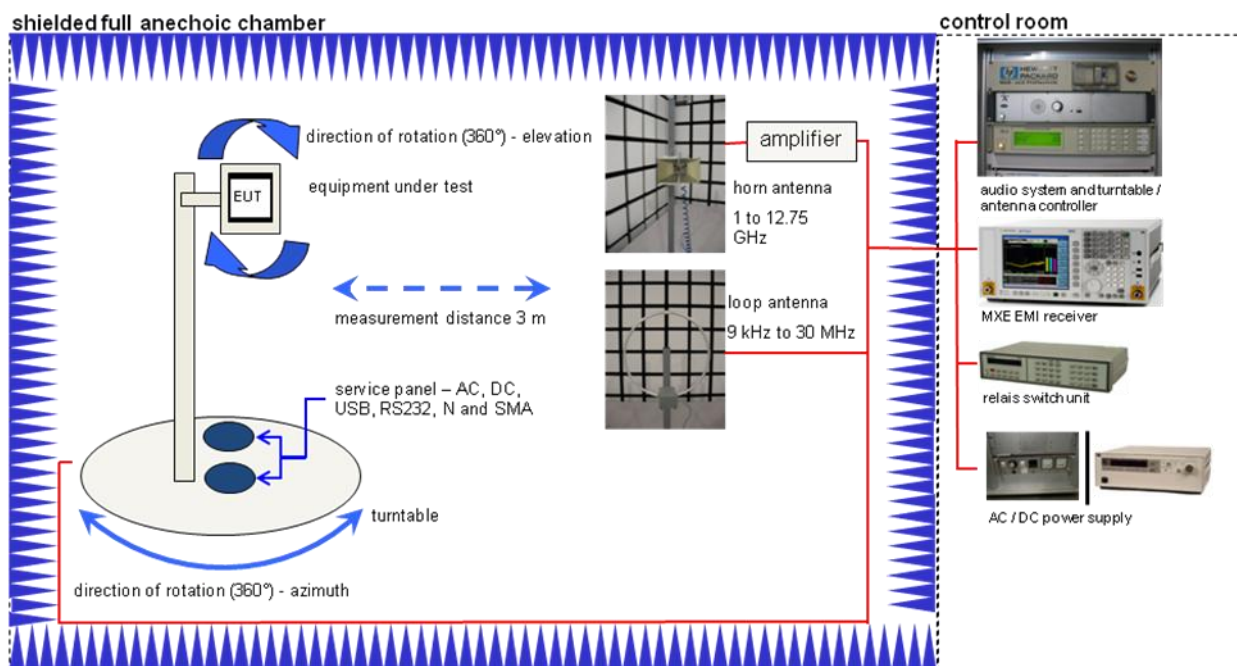 shielded full anechoic chamber
control room
direction of rotation (360°) - elevation
equipment under test
EUT
amplifier
horn antenna
1 to 12.75
GHz
measurement distance 3 m
loop antenna
9 kHz to 30 MHz
service panel – AC, DC,
USB, RS232, N and SMA
turntable
direction of rotation (360°) - azimuth
HEWLETT
PACKARD
audio system and turntable /
antenna controller
MXE EMI receiver
relais switch unit
AC / DC power supply